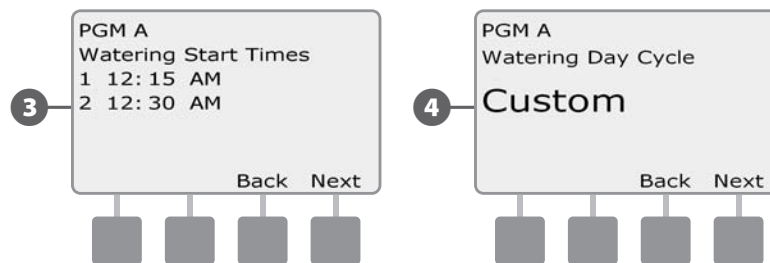 3
PGM A
Watering Start Times
1 12:15 AM
2 12:30 AM
Back Next
4
PGM A
Watering Day Cycle
Custom
Back Next